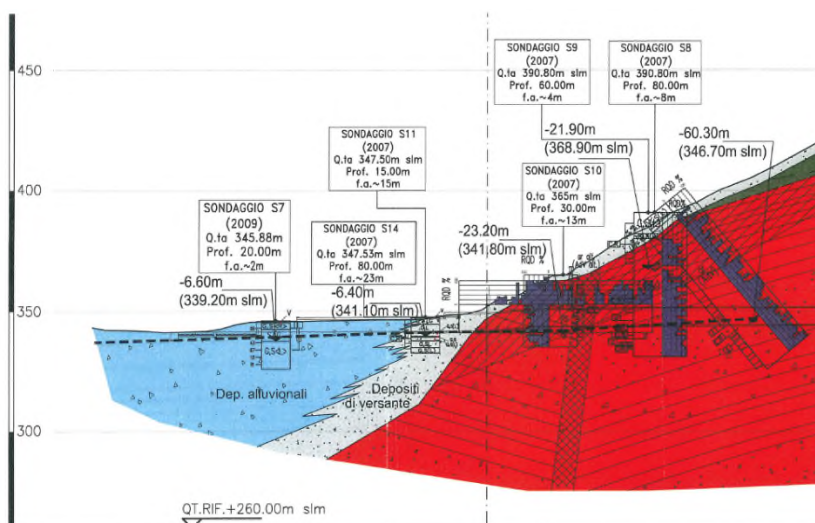 450
400
350
300
SONDAGGIO S9
(2007)
Q.ta 390.80m slm
Prof. 60.00m
f.a.~4m
SONDAGGIO S8
(2007)
Q.ta 390.80m slm
Prof. 80.00m
f.a.~8m
-21.90m
(368.90m slm)
-60.30m
(346.70m slm)
SONDAGGIO S11
(2007)
Q.ta 347.50m slm
Prof. 15.00m
f.a.~15m
SONDAGGIO S10
(2007)
Q.ta 365m slm
Prof. 30.00m
f.a.~13m
SONDAGGIO S7
(2009)
Q.ta 345.88m
Prof. 20.00m
f.a.~2m
SONDAGGIO S14
(2007)
Q.ta 347.53m slm
Prof. 80.00m
f.a.~23m
-23.20m
(341.80m slm)
-6.60m
(339.20m slm)
-6.40m
(341.10m slm)
RQD %
RQD %
RQD %
RQD %
Dep. alluvionali
Depositi
di versante
QT.RIF.+260.00m slm